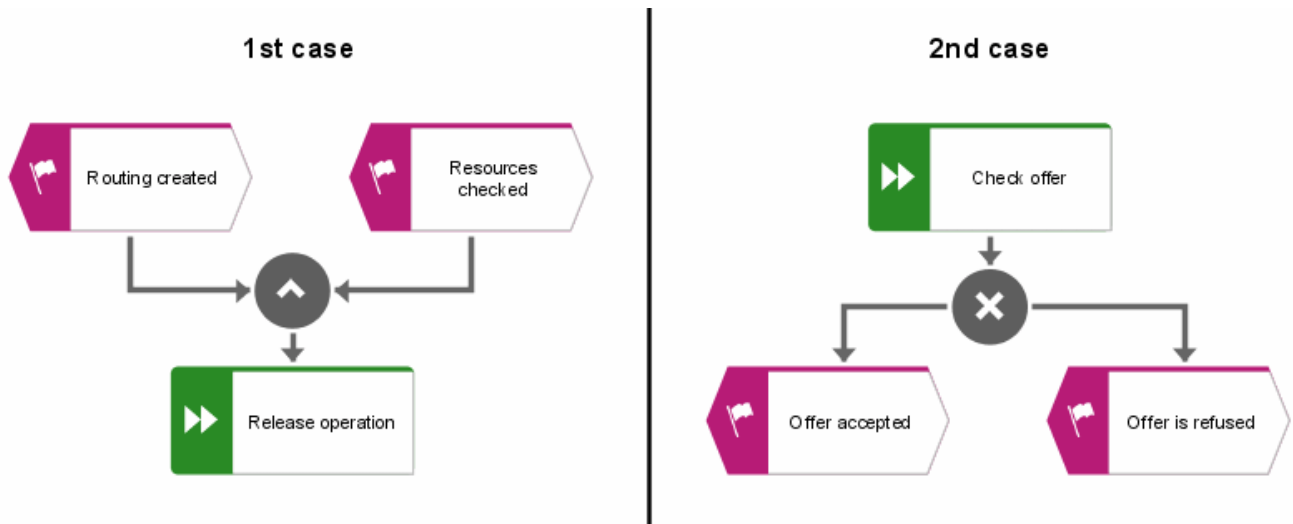 1st case
Routing created
Resources
checked
Release operation
2nd case
Check offer
Offer accepted
Offer is refused